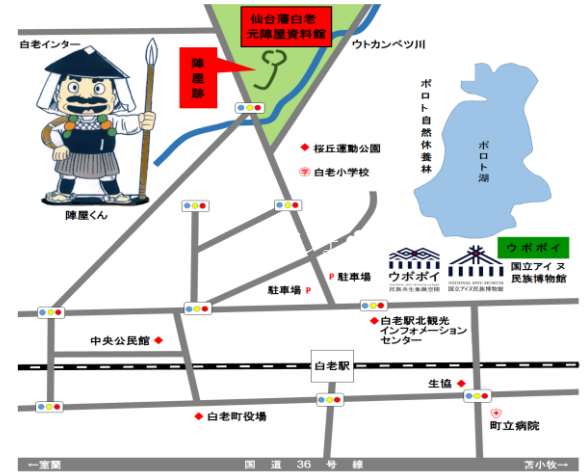 仙台藩白老
元陣屋資料館
白老インター
ウトカンベツ川
陣屋跡
ポロト自然休養林
ポロト湖
桜丘運動公園
白老小学校
陣屋くん
ウポポイ
ウポポイ
民族共生象徴空間
NATIONAL AINU MUSEUM
国立アイヌ民族博物館
国立アイヌ
民族博物館
P 駐車場
駐車場 P
白老駅北観光
インフォメーション
センター
中央公民館
白老駅
生協
白老町役場
町立病院
←室蘭 国道36号線 苫小牧→